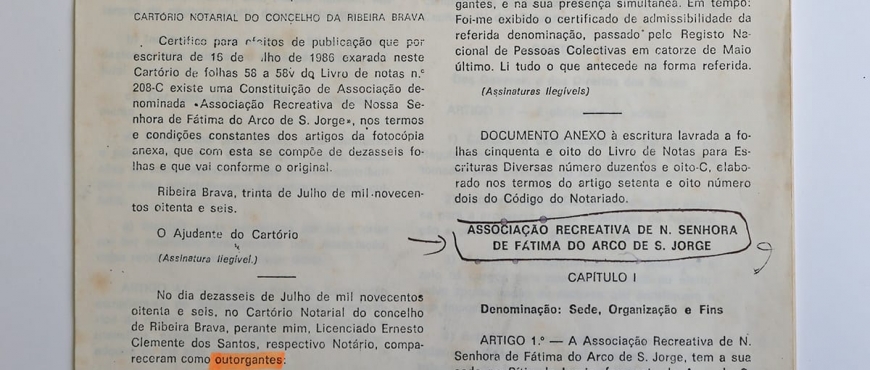 CARTÓRIO NOTARIAL DO CONCELHO DA RIBEIRA BRAVA
Certifico para efeitos de publicação que por
escritura de 16 de lho de 1986 exarada neste
Cartório de folhas 58 a 58v do Livro de notas n.º
208-C existe uma Constituição de Associação de-
nominada «Associação Recreativa de Nossa Se-
nhora de Fátima do Arco de S. Jorge», nos termos
e condições constantes dos artigos da fotocópia
anexa, que com esta se compõe de dezasseis fo-
lhas e que vai conforme o original.
Ribeira Brava, trinta de Julho de mil novecen-
tos oitenta e seis.
O Ajudante do Cartório
(Assinatura Ilegível.)
No dia dezasseis de Julho de mil novecentos
oitenta e seis, no Cartório Notarial do concelho
de Ribeira Brava, perante mim, Licenciado Ernesto
Clemente dos Santos, respectivo Notário, compa-
receram como outorgantes:
gantes, e na sua presença simultânea. Em tempo:
Foi-me exibido o certificado de admissibilidade da
referida denominação, passado pelo Registo Na-
cional de Pessoas Colectivas em catorze de Maio
último. Li tudo o que antecede na forma referida.
(Assinaturas Ilegíveis)
DOCUMENTO ANEXO à escritura lavrada a fo-
lhas cinquenta e oito do Livro de Notas para Es-
crituras Diversas número duzentos e oito-C, elabo-
rado nos termos do artigo setenta e oito número
dois do Código do Notariado.
ASSOCIAÇÃO RECREATIVA DE N. SENHORA
DE FÁTIMA DO ARCO DE S. JORGE
CAPÍTULO I
Denominação: Sede, Organização e Fins
ARTIGO 1.º — A Associação Recreativa de N.
Senhora de Fátima do Arco de S. Jorge, tem a sua